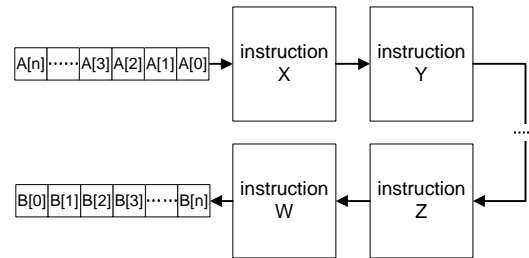 A[n] ...... A[3] A[2] A[1] A[0]
instruction
X
instruction
Y
....
B[0] B[1] B[2] B[3] ...... B[n]
instruction
W
instruction
Z